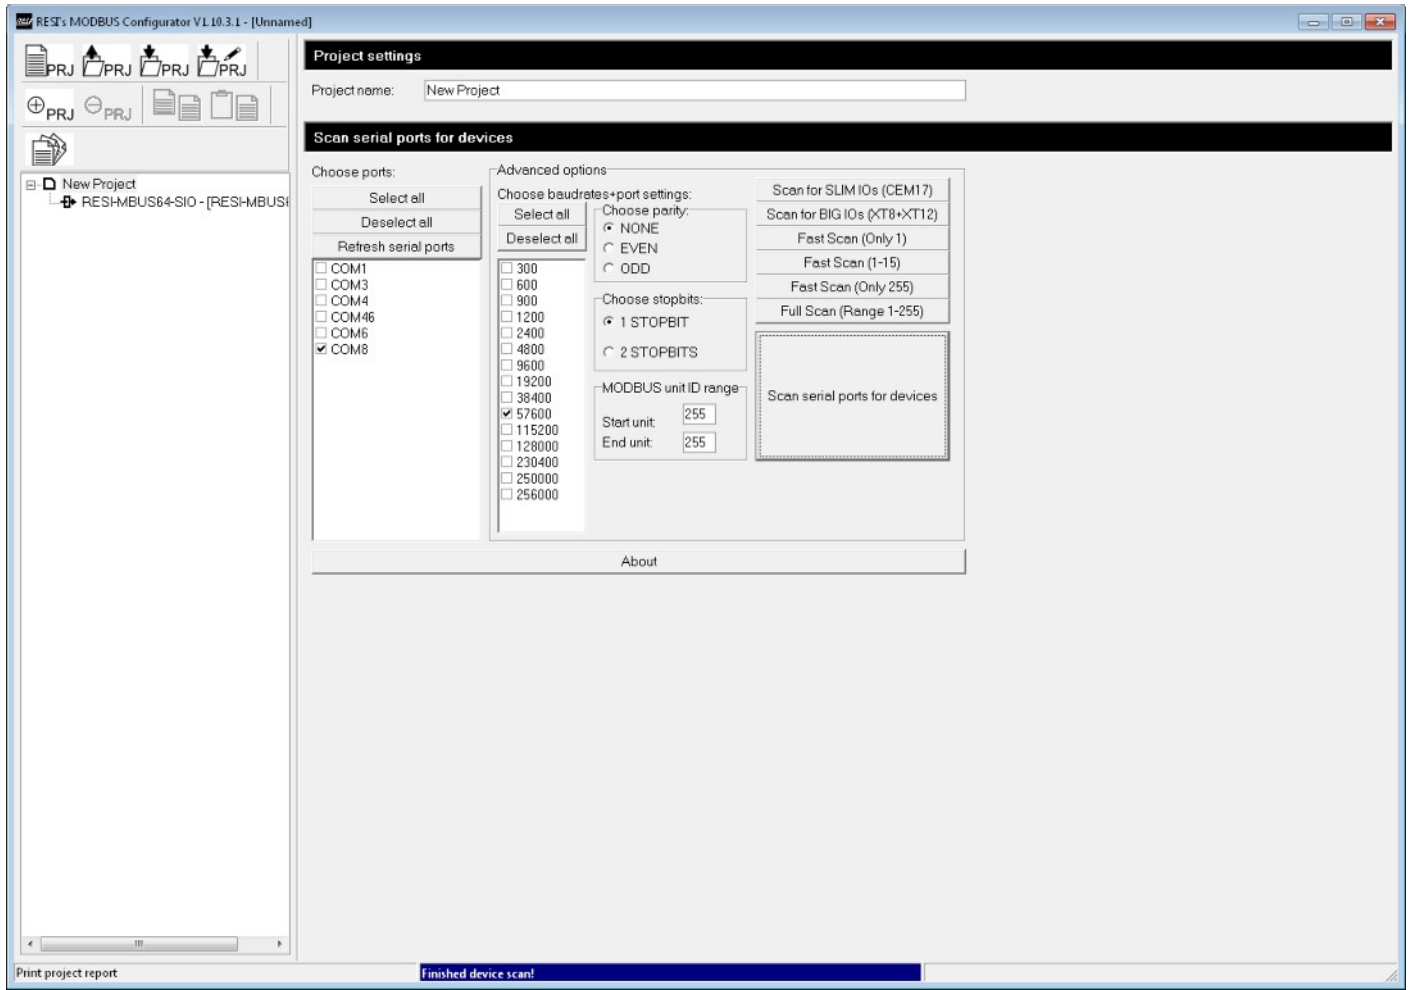 RESI's MODBUS Configurator V1.10.3.1 - [Unnamed]
PRJ PRJ PRJ PRJ
PRJ PRJ
New Project
RESI-MBUS64-SIO - [RESI-MBUS6
Project settings
Project name: New Project
Scan serial ports for devices
Choose ports:
Select all
Deselect all
Refresh serial ports
COM1
COM3
COM4
COM46
COM6
COM8
Advanced options
Choose baudrates+port settings:
Select all
Deselect all
300
600
900
1200
2400
4800
9600
19200
38400
57600
115200
128000
230400
250000
256000
Choose parity:
NONE
EVEN
ODD
Choose stopbits:
1 STOPBIT
2 STOPBITS
MODBUS unit ID range
Start unit: 255
End unit: 255
Scan for SLIM IOs (CEM17)
Scan for BIG IOs (XT8+XT12)
Fast Scan (Only 1)
Fast Scan (1-15)
Fast Scan (Only 255)
Full Scan (Range 1-255)
Scan serial ports for devices
About
Print project report
Finished device scan!